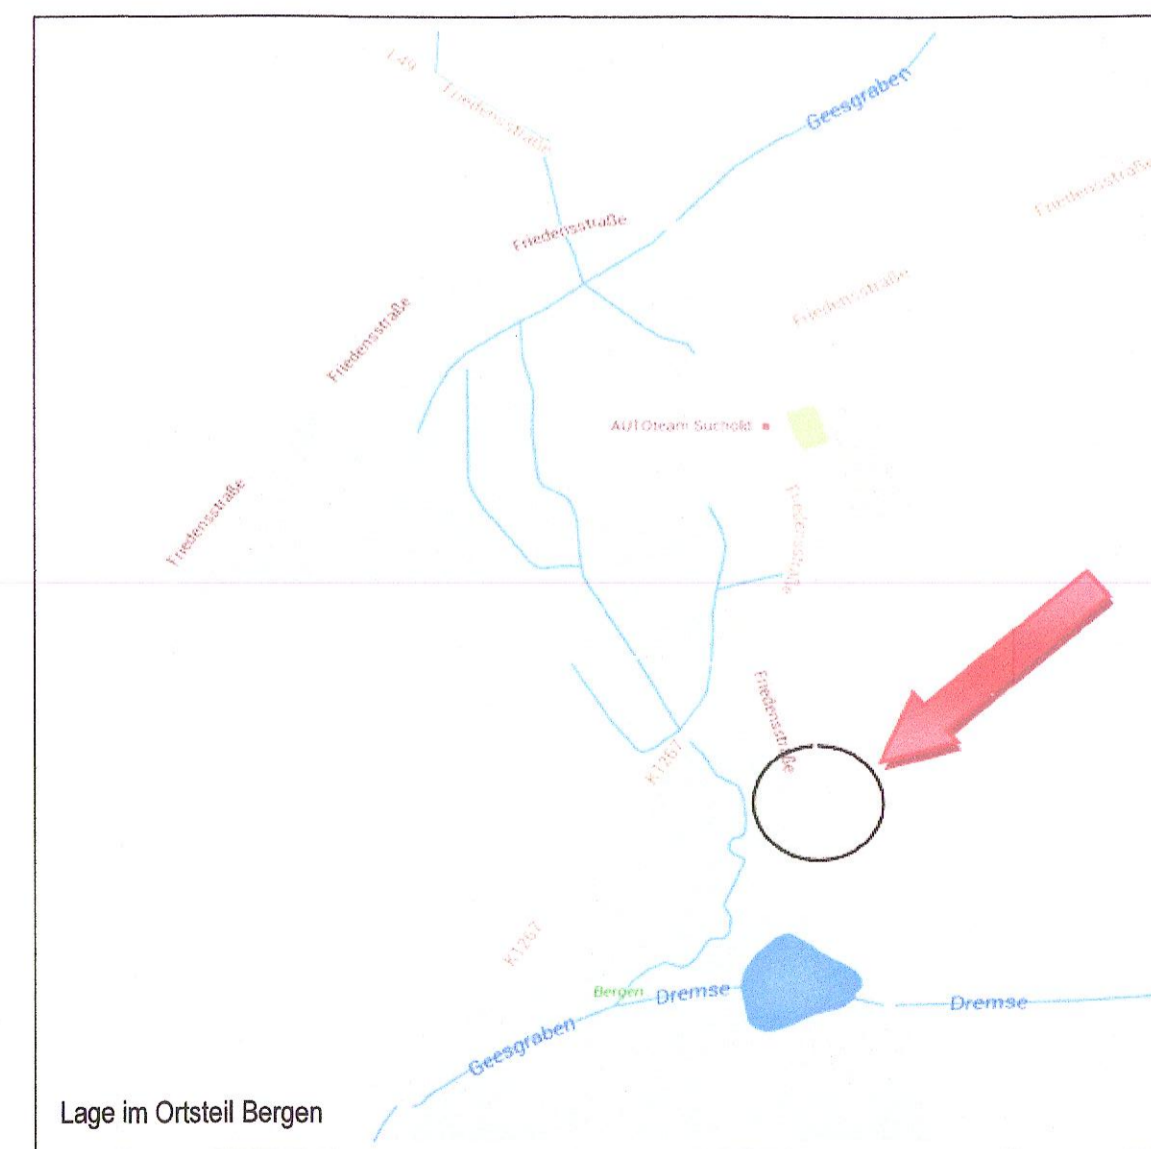 L49
Friedensstraße
Geesgraben
Friedensstraße
Friedensstraße
Friedensstraße
Friedensstraße
AUTOteam Suchold
Friedensstraße
Friedensstraße
Friedensstraße
K1267
K1267
Bergen
Dremse
Dremse
Geesgraben
Lage im Ortsteil Bergen